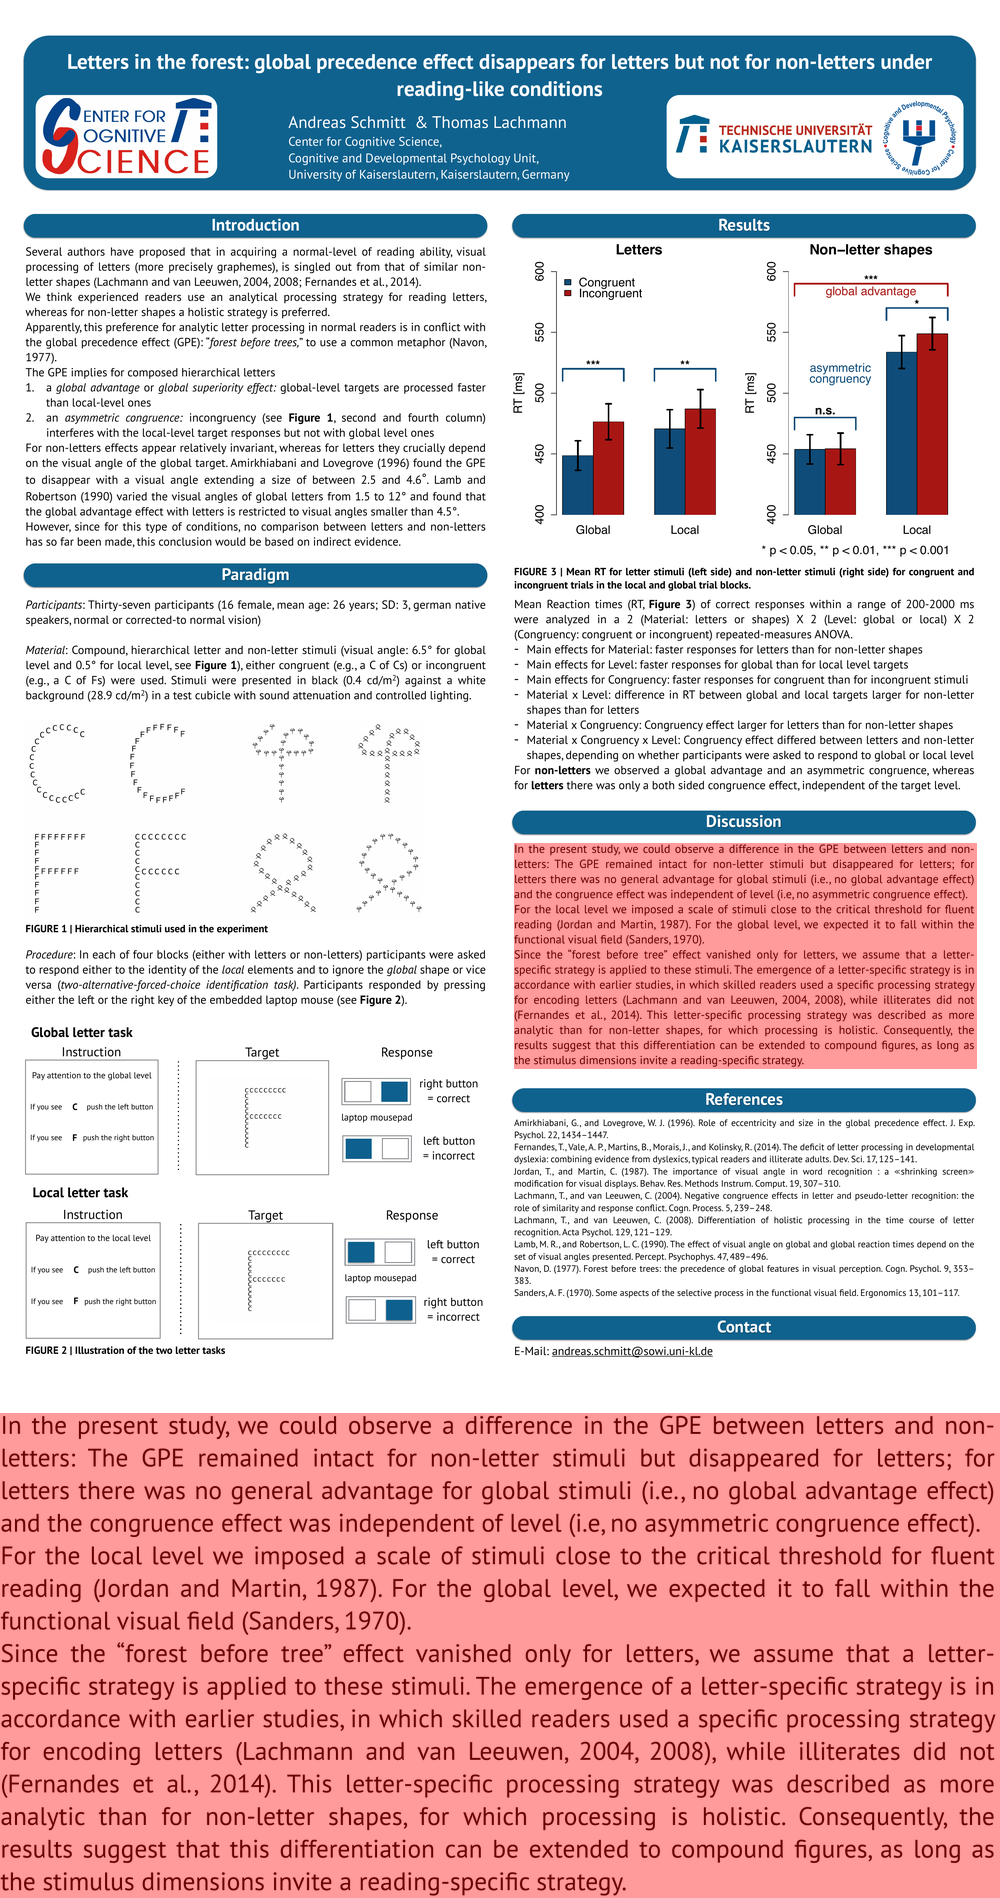 Letters in the forest: global precedence effect disappears for letters but not for non-letters under
reading-like conditions
CENTER FOR
COGNITIVE
SCIENCE
Andreas Schmitt & Thomas Lachmann
Center for Cognitive Science,
Cognitive and Developmental Psychology Unit,
University of Kaiserslautern, Kaiserslautern, Germany
TECHNISCHE UNIVERSITÄT
KAISERSLAUTERN
Center for Cognitive Science • Cognitive and Developmental Psychology •
Introduction
Several authors have proposed that in acquiring a normal-level of reading ability, visual
processing of letters (more precisely graphemes), is singled out from that of similar non-
letter shapes (Lachmann and van Leeuwen, 2004, 2008; Fernandes et al., 2014).
We think experienced readers use an analytical processing strategy for reading letters,
whereas for non-letter shapes a holistic strategy is preferred.
Apparently, this preference for analytic letter processing in normal readers is in conflict with
the global precedence effect (GPE): "forest before trees," to use a common metaphor (Navon,
1977).
The GPE implies for composed hierarchical letters
1. a global advantage or global superiority effect: global-level targets are processed faster
than local-level ones
2. an asymmetric congruence: incongruency (see Figure 1, second and fourth column)
interferes with the local-level target responses but not with global level ones
For non-letters effects appear relatively invariant, whereas for letters they crucially depend
on the visual angle of the global target. Amirkhiabani and Lovegrove (1996) found the GPE
to disappear with a visual angle extending a size of between 2.5 and 4.6°. Lamb and
Robertson (1990) varied the visual angles of global letters from 1.5 to 12° and found that
the global advantage effect with letters is restricted to visual angles smaller than 4.5°.
However, since for this type of conditions, no comparison between letters and non-letters
has so far been made, this conclusion would be based on indirect evidence.
Paradigm
Participants: Thirty-seven participants (16 female, mean age: 26 years; SD: 3, german native
speakers, normal or corrected-to normal vision)
Material: Compound, hierarchical letter and non-letter stimuli (visual angle: 6.5° for global
level and 0.5° for local level, see Figure 1), either congruent (e.g., a C of Cs) or incongruent
(e.g., a C of Fs) were used. Stimuli were presented in black (0.4 cd/m²) against a white
background (28.9 cd/m²) in a test cubicle with sound attenuation and controlled lighting.
FIGURE 1 | Hierarchical stimuli used in the experiment
Procedure: In each of four blocks (either with letters or non-letters) participants were asked
to respond either to the identity of the local elements and to ignore the global shape or vice
versa (two-alternative-forced-choice identification task). Participants responded by pressing
either the left or the right key of the embedded laptop mouse (see Figure 2).
Global letter task
Instruction Target Response
Pay attention to the global level
If you see C push the left button
If you see F push the right button
right button
= correct
laptop mousepad
left button
= incorrect
Local letter task
Instruction Target Response
Pay attention to the local level
If you see C push the left button
If you see F push the right button
left button
= correct
laptop mousepad
right button
= incorrect
FIGURE 2 | Illustration of the two letter tasks
Results
Letters
Congruent
Incongruent
RT [ms]
600
550
500
450
400
***
**
Global Local
Non−letter shapes
RT [ms]
600
550
500
450
400
***
global advantage
*
asymmetric
congruency
n.s.
Global Local
* p < 0.05, ** p < 0.01, *** p < 0.001
FIGURE 3 | Mean RT for letter stimuli (left side) and non-letter stimuli (right side) for congruent and
incongruent trials in the local and global trial blocks.
Mean Reaction times (RT, Figure 3) of correct responses within a range of 200-2000 ms
were analyzed in a 2 (Material: letters or shapes) X 2 (Level: global or local) X 2
(Congruency: congruent or incongruent) repeated-measures ANOVA.
- Main effects for Material: faster responses for letters than for non-letter shapes
- Main effects for Level: faster responses for global than for local level targets
- Main effects for Congruency: faster responses for congruent than for incongruent stimuli
- Material x Level: difference in RT between global and local targets larger for non-letter
shapes than for letters
- Material x Congruency: Congruency effect larger for letters than for non-letter shapes
- Material x Congruency x Level: Congruency effect differed between letters and non-letter
shapes, depending on whether participants were asked to respond to global or local level
For non-letters we observed a global advantage and an asymmetric congruence, whereas
for letters there was only a both sided congruence effect, independent of the target level.
Discussion
In the present study, we could observe a difference in the GPE between letters and non-
letters: The GPE remained intact for non-letter stimuli but disappeared for letters; for
letters there was no general advantage for global stimuli (i.e., no global advantage effect)
and the congruence effect was independent of level (i.e, no asymmetric congruence effect).
For the local level we imposed a scale of stimuli close to the critical threshold for fluent
reading (Jordan and Martin, 1987). For the global level, we expected it to fall within the
functional visual field (Sanders, 1970).
Since the "forest before tree" effect vanished only for letters, we assume that a letter-
specific strategy is applied to these stimuli. The emergence of a letter-specific strategy is in
accordance with earlier studies, in which skilled readers used a specific processing strategy
for encoding letters (Lachmann and van Leeuwen, 2004, 2008), while illiterates did not
(Fernandes et al., 2014). This letter-specific processing strategy was described as more
analytic than for non-letter shapes, for which processing is holistic. Consequently, the
results suggest that this differentiation can be extended to compound figures, as long as
the stimulus dimensions invite a reading-specific strategy.
References
Amirkhiabani, G., and Lovegrove, W. J. (1996). Role of eccentricity and size in the global precedence effect. J. Exp.
Psychol. 22, 1434–1447.
Fernandes, T., Vale, A. P., Martins, B., Morais, J., and Kolinsky, R. (2014). The deficit of letter processing in developmental
dyslexia: combining evidence from dyslexics, typical readers and illiterate adults. Dev. Sci. 17, 125–141.
Jordan, T., and Martin, C. (1987). The importance of visual angle in word recognition : a «shrinking screen»
modification for visual displays. Behav. Res. Methods Instrum. Comput. 19, 307–310.
Lachmann, T., and van Leeuwen, C. (2004). Negative congruence effects in letter and pseudo-letter recognition: the
role of similarity and response conflict. Cogn. Process. 5, 239–248.
Lachmann, T., and van Leeuwen, C. (2008). Differentiation of holistic processing in the time course of letter
recognition. Acta Psychol. 129, 121–129.
Lamb, M. R., and Robertson, L. C. (1990). The effect of visual angle on global and global reaction times depend on the
set of visual angles presented. Percept. Psychophys. 47, 489–496.
Navon, D. (1977). Forest before trees: the precedence of global features in visual perception. Cogn. Psychol. 9, 353–
383.
Sanders, A. F. (1970). Some aspects of the selective process in the functional visual field. Ergonomics 13, 101–117.
Contact
E-Mail: andreas.schmitt@sowi.uni-kl.de
In the present study, we could observe a difference in the GPE between letters and non-
letters: The GPE remained intact for non-letter stimuli but disappeared for letters; for
letters there was no general advantage for global stimuli (i.e., no global advantage effect)
and the congruence effect was independent of level (i.e, no asymmetric congruence effect).
For the local level we imposed a scale of stimuli close to the critical threshold for fluent
reading (Jordan and Martin, 1987). For the global level, we expected it to fall within the
functional visual field (Sanders, 1970).
Since the "forest before tree" effect vanished only for letters, we assume that a letter-
specific strategy is applied to these stimuli. The emergence of a letter-specific strategy is in
accordance with earlier studies, in which skilled readers used a specific processing strategy
for encoding letters (Lachmann and van Leeuwen, 2004, 2008), while illiterates did not
(Fernandes et al., 2014). This letter-specific processing strategy was described as more
analytic than for non-letter shapes, for which processing is holistic. Consequently, the
results suggest that this differentiation can be extended to compound figures, as long as
the stimulus dimensions invite a reading-specific strategy.